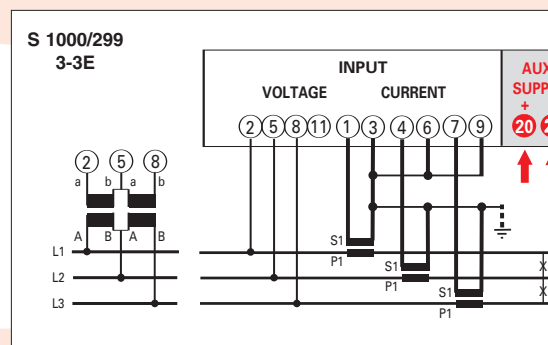 S 1000/299
3-3E
INPUT
VOLTAGE CURRENT
2 5 8 11 1 3 4 6 7 9
AUX
SUPP
+
20 2
2 5 8
a b a b
A B A B
S1
P1
L1
S1
P1
L2
S1
P1
L3
X
X